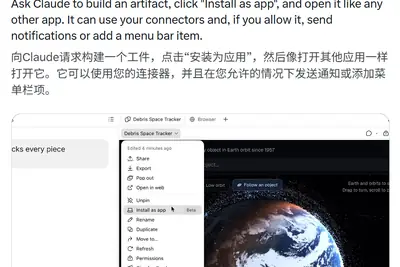 Ask Claude to build an artifact, click "Install as app", and open it like any
other app. It can use your connectors and, if you allow it, send
notifications or add a menu bar item.
向Claude请求构建一个工件，点击“安装为应用”，然后像打开其他应用一样
打开它。它可以使用您的连接器，并且在您允许的情况下发送通知或添加菜
单栏项。
Debris Space Tracker
Browser
Debris Space Tracker
cks every piece
Edited 6 minutes ago
Share
Export
Pop out
Open in web
Unpin
Install as app Beta
Rename
Duplicate
Move to...
Refresh
Permissions
object in Earth orbit since 1957
Low orbit
Follow an object
Drag to turn, scroll to